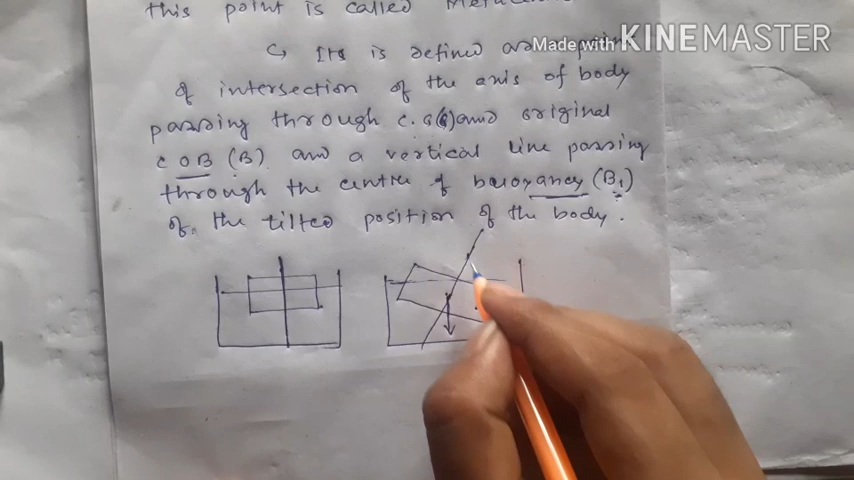 this point is called
Made with KINEMASTER
↳ Its is defined as point
of intersection of the axis of body
passing through c.G(G) and original
c OB (B) and a vertical line passing
through the centre of buoyancy (B₁)
of. the tilted position of the body.